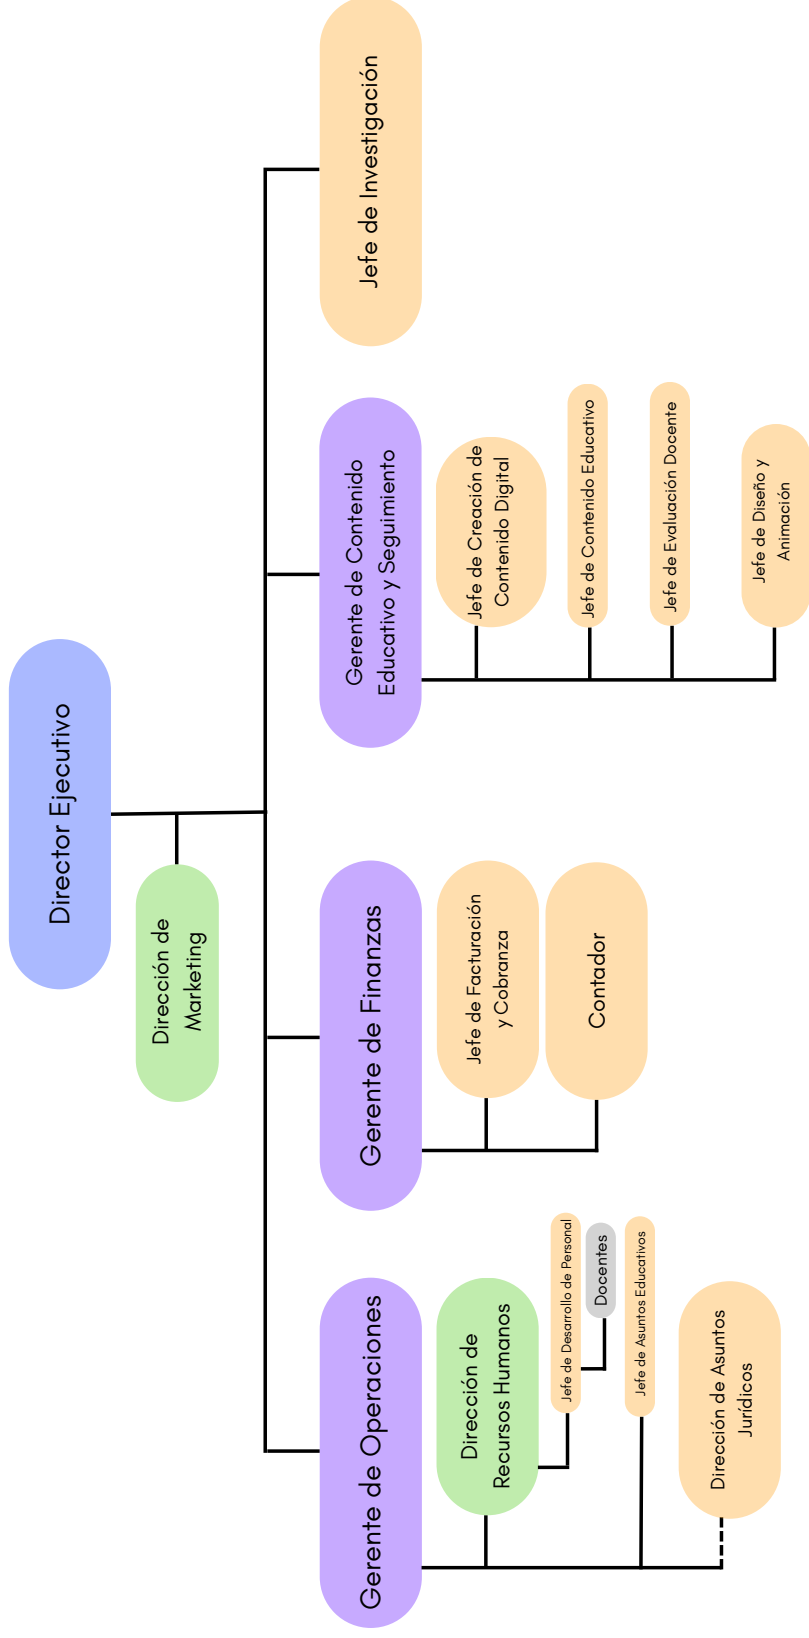 Director Ejecutivo
Dirección de
Marketing
Gerente de Operaciones
Dirección de
Recursos Humanos
Jefe de Desarrollo de Personal
Docentes
Jefe de Asuntos Educativos
Dirección de Asuntos
Jurídicos
Gerente de Finanzas
Jefe de Facturación
y Cobranza
Contador
Gerente de Contenido
Educativo y Seguimiento
Jefe de Creación de
Contenido Digital
Jefe de Contenido Educativo
Jefe de Evaluación Docente
Jefe de Diseño y
Animación
Jefe de Investigación